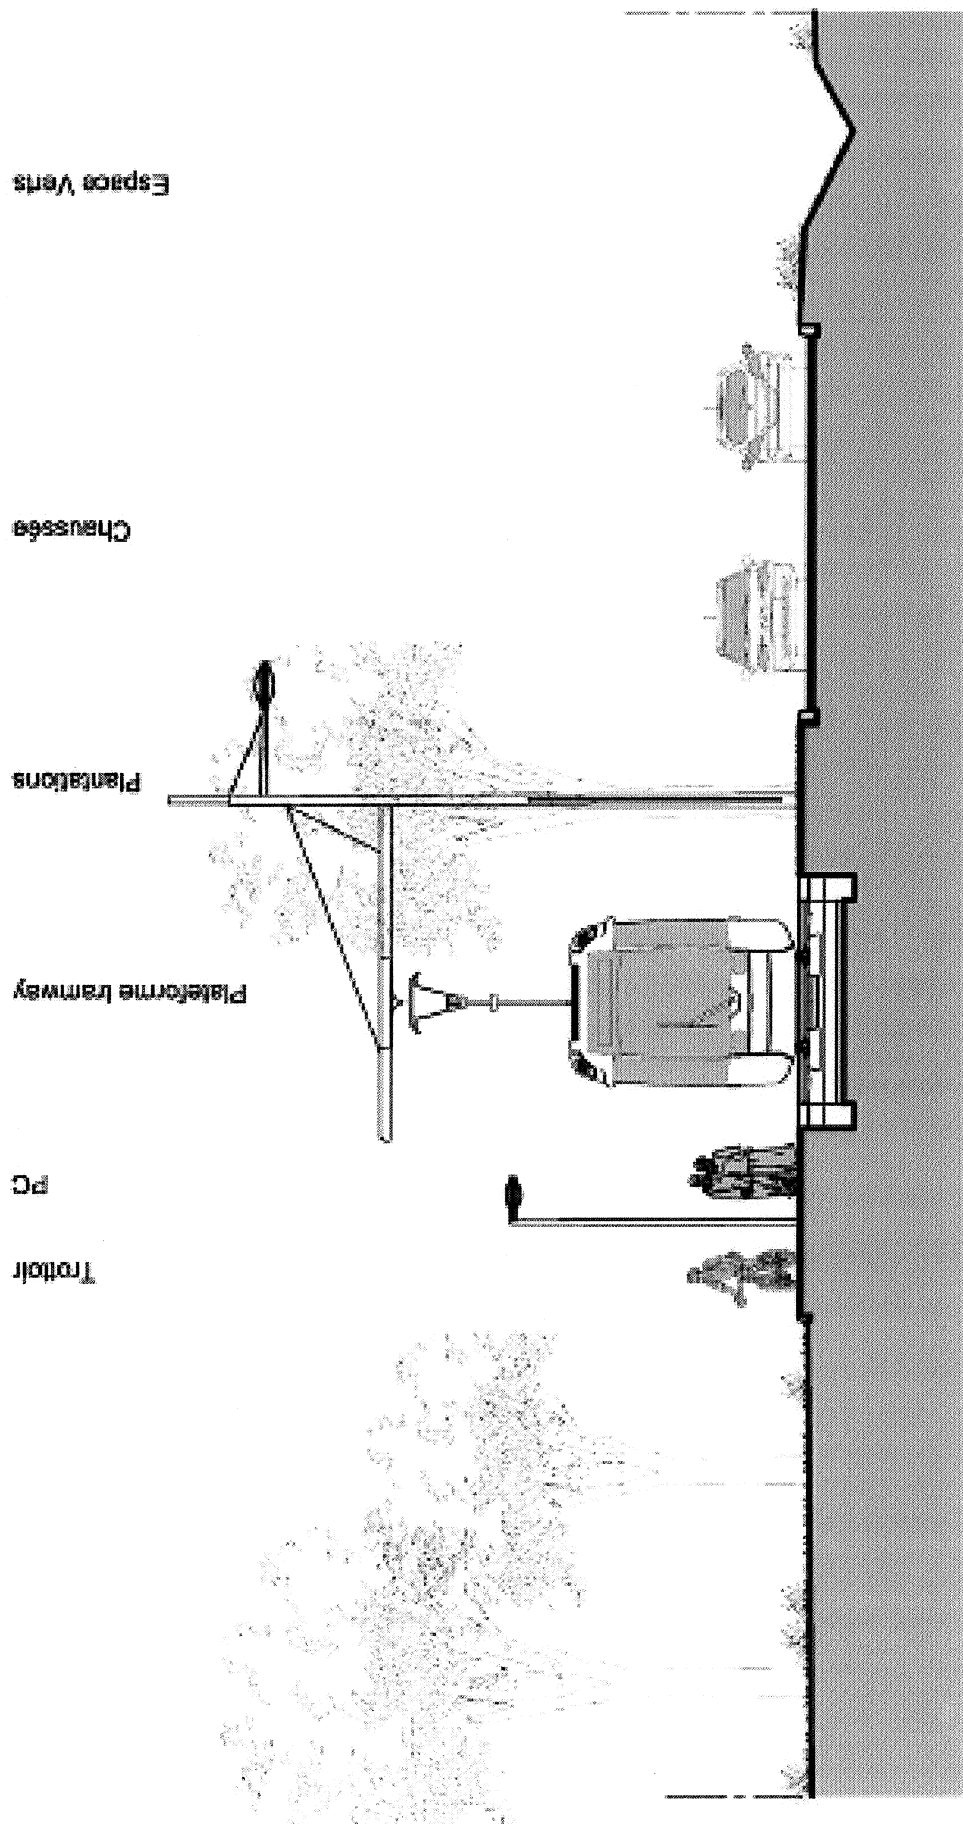 Trottoir
PC
Plateforme tramway
Plantations
Chaussée
Espace Verts